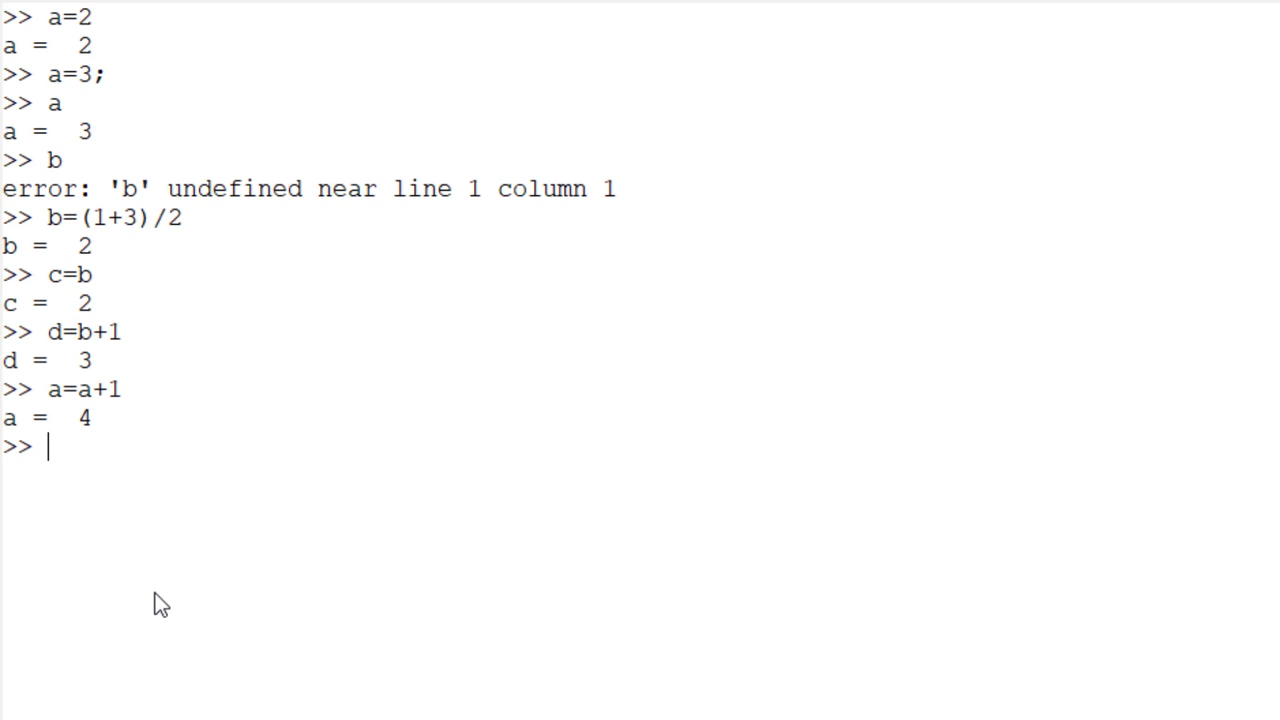 >> a=2
a =  2
>> a=3;
>> a
a =  3
>> b
error: 'b' undefined near line 1 column 1
>> b=(1+3)/2
b =  2
>> c=b
c =  2
>> d=b+1
d =  3
>> a=a+1
a =  4
>>